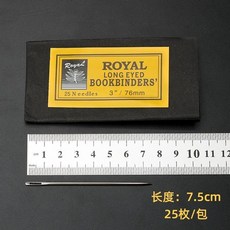 ROYAL
LONG EYED
BOOKBINDERS'
Royal
25 Needles
3"/76mm
0 1 2 3 4 5 6 7 8 9 10 11 12
长度：7.5cm
25枚/包